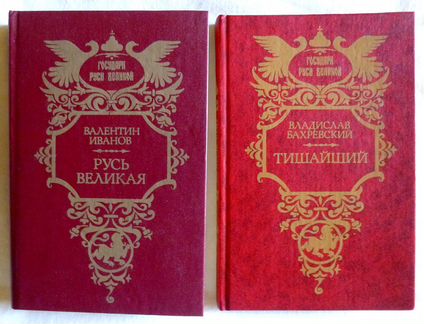 ГОСУДАРИ
РУСИ ВЕЛИКОЙ
ВАЛЕНТИН
ИВАНОВ
РУСЬ
ВЕЛИКАЯ
ГОСУДАРИ
РУСИ ВЕЛИКОЙ
ВЛАДИСЛАВ
БАХРЕВСКИЙ
ТИШАЙШИЙ